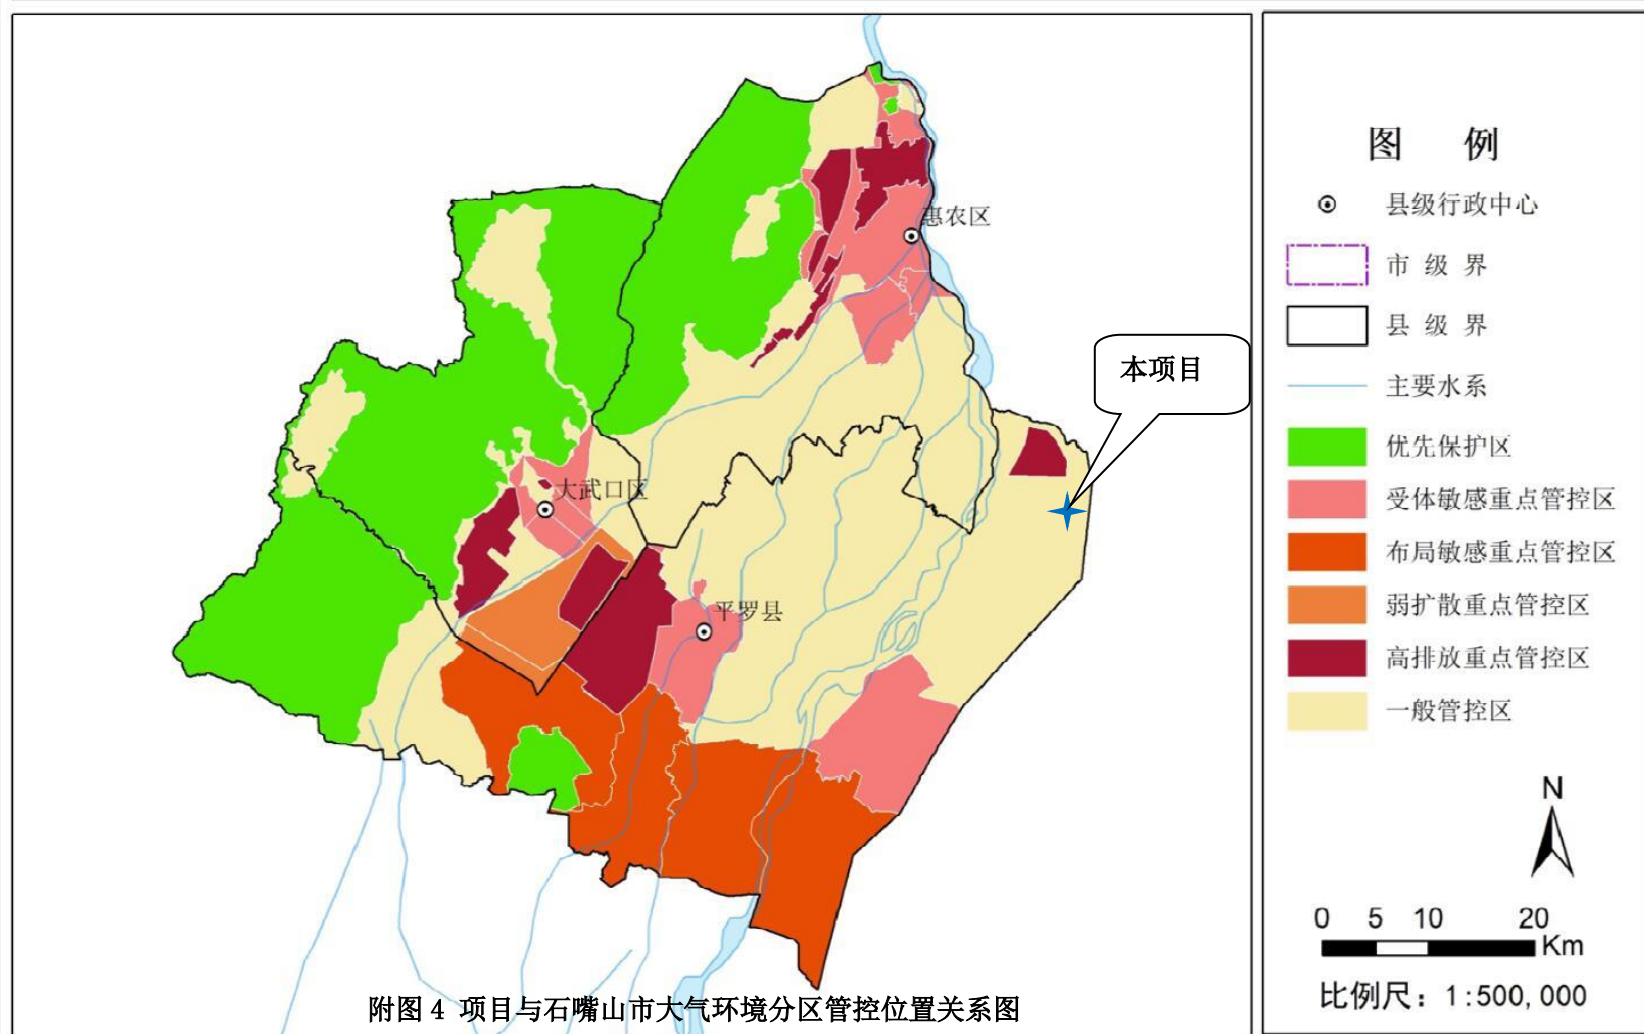 惠农区
本项目
大武口区
平罗县
附图 4 项目与石嘴山市大气环境分区管控位置关系图
图 例
县级行政中心
市 级 界
县 级 界
主要水系
优先保护区
受体敏感重点管控区
布局敏感重点管控区
弱扩散重点管控区
高排放重点管控区
一般管控区
N
0 5 10 20
Km
比例尺：1:500,000